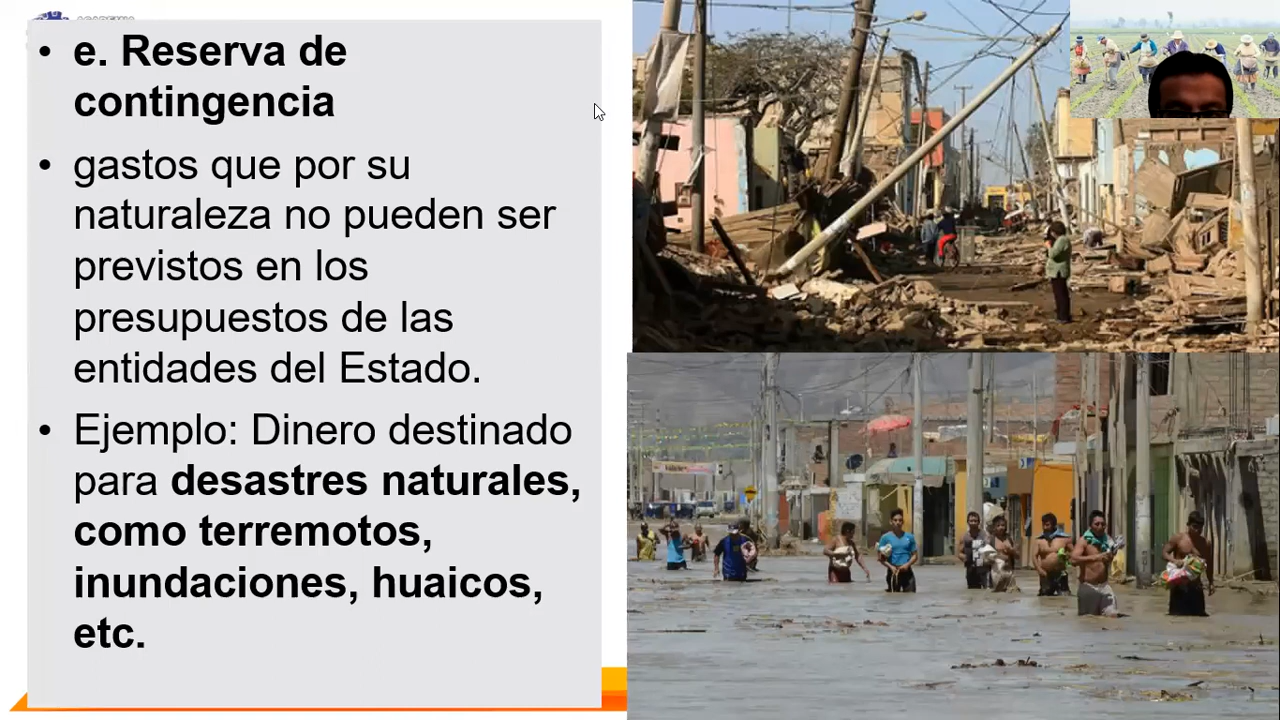 • e. Reserva de
contingencia
• gastos que por su
naturaleza no pueden ser
previstos en los
presupuestos de las
entidades del Estado.
• Ejemplo: Dinero destinado
para desastres naturales,
como terremotos,
inundaciones, huaicos,
etc.